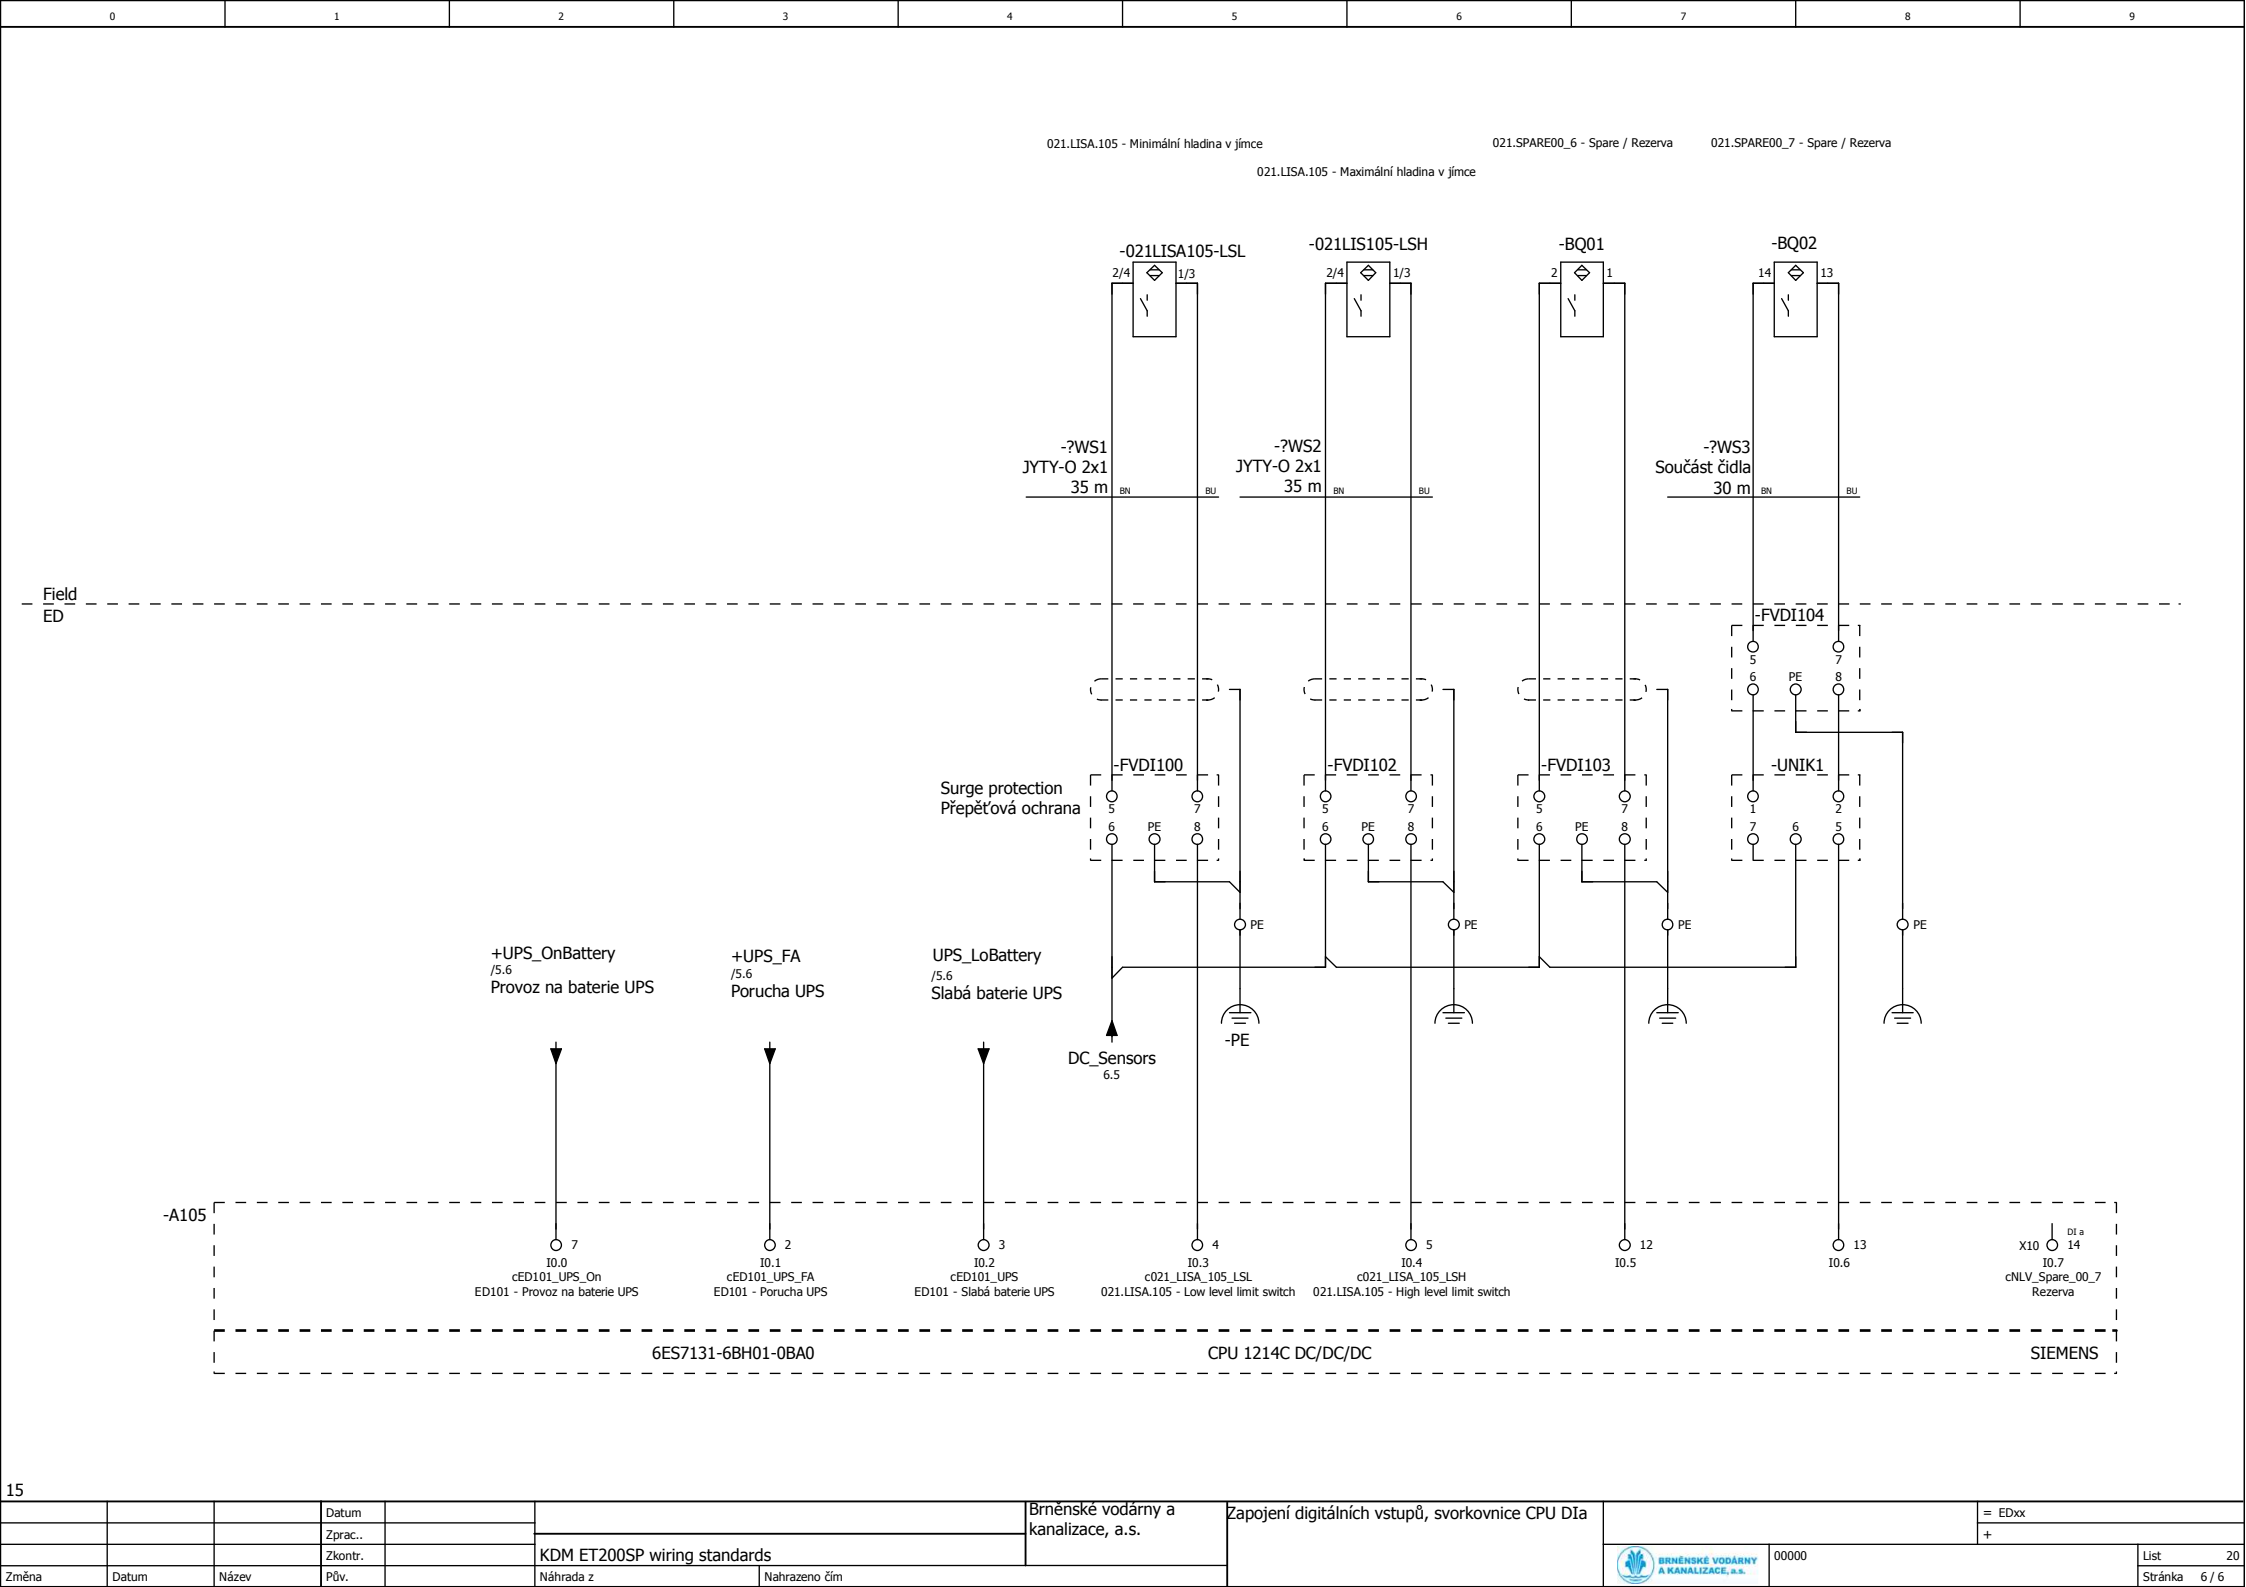 0 1 2 3 4 5 6 7 8 9
021.LISA.105 - Minimální hladina v jímce
021.SPARE00_6 - Spare / Rezerva
021.SPARE00_7 - Spare / Rezerva
021.LISA.105 - Maximální hladina v jímce
-021LISA105-LSL
2/4
1/3
-021LIS105-LSH
2/4
1/3
-BQ01
2
1
-BQ02
14
13
-?WS1
JYTY-O 2x1
35 m
BN
BU
-?WS2
JYTY-O 2x1
35 m
BN
BU
-?WS3
Součást čidla
30 m
BN
BU
Field
ED
-FVDI104
5 7
6 PE 8
Surge protection
Přepěťová ochrana
-FVDI100
5 7
6 PE 8
-FVDI102
5 7
6 PE 8
-FVDI103
5 7
6 PE 8
-UNIK1
1 2
7 6 5
PE
PE
PE
PE
+UPS_OnBattery
/5.6
Provoz na baterie UPS
+UPS_FA
/5.6
Porucha UPS
UPS_LoBattery
/5.6
Slabá baterie UPS
DC_Sensors
6.5
-PE
-A105
7
I0.0
cED101_UPS_On
ED101 - Provoz na baterie UPS
2
I0.1
cED101_UPS_FA
ED101 - Porucha UPS
3
I0.2
cED101_UPS
ED101 - Slabá baterie UPS
4
I0.3
c021_LISA_105_LSL
021.LISA.105 - Low level limit switch
5
I0.4
c021_LISA_105_LSH
021.LISA.105 - High level limit switch
12
I0.5
13
I0.6
DI a
X10 14
I0.7
cNLV_Spare_00_7
Rezerva
6ES7131-6BH01-0BA0
CPU 1214C DC/DC/DC
SIEMENS
15
Datum
Zprac..
Zkontr.
Změna
Datum
Název
Pův.
KDM ET200SP wiring standards
Náhrada z
Nahrazeno čím
Brněnské vodárny a
kanalizace, a.s.
Zapojení digitálních vstupů, svorkovnice CPU DIa
BRNĚNSKÉ VODÁRNY
A KANALIZACE, a.s.
00000
= EDxx
+
List 20
Stránka 6 / 6